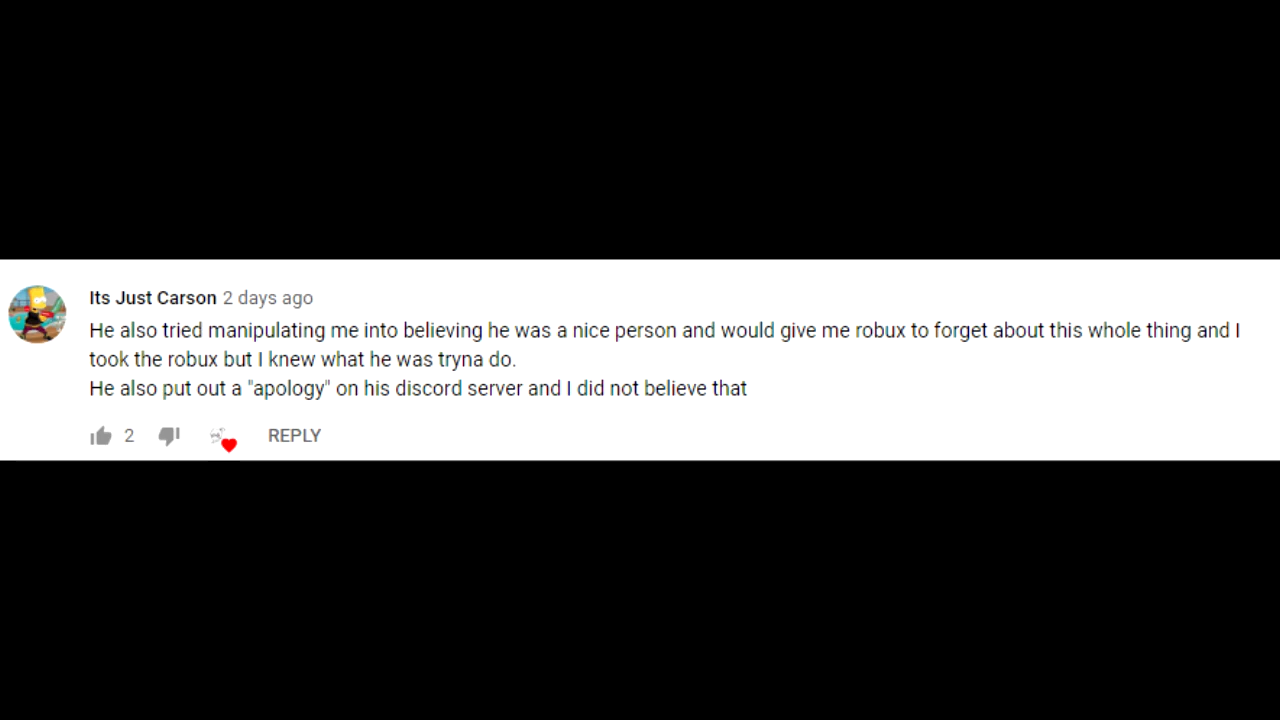 Its Just Carson 2 days ago
He also tried manipulating me into believing he was a nice person and would give me robux to forget about this whole thing and I
took the robux but I knew what he was tryna do.
He also put out a "apology" on his discord server and I did not believe that
2 REPLY